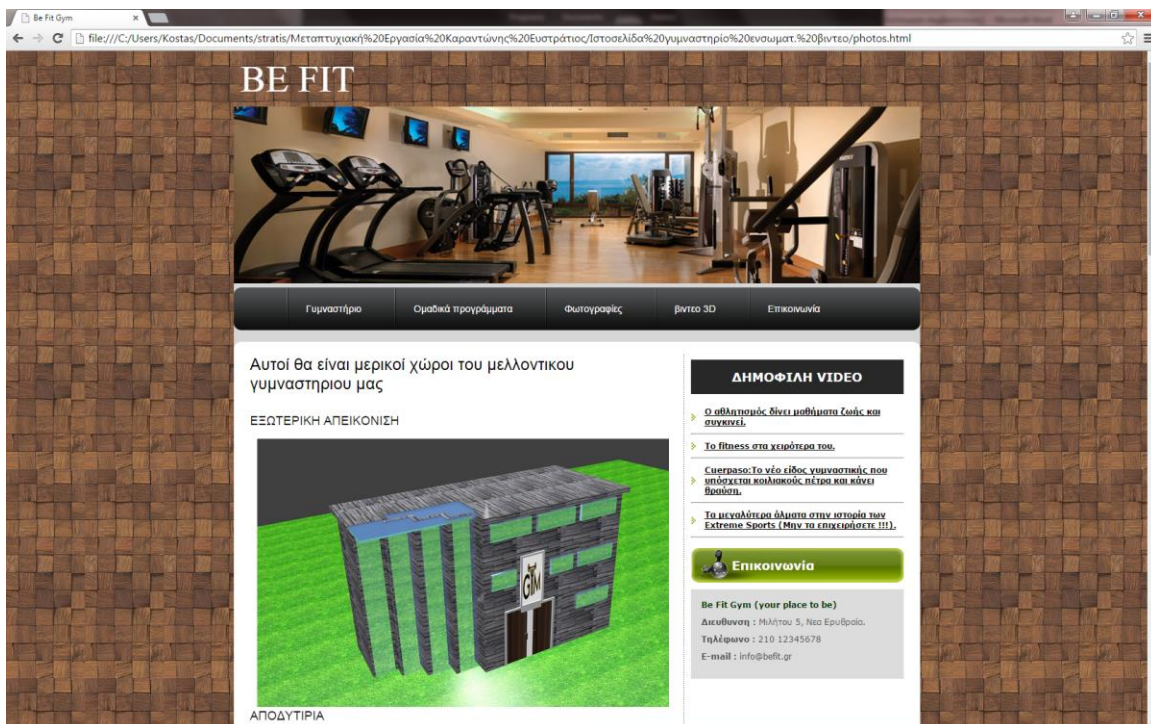 Be Fit Gym
file:///C:/Users/Kostas/Documents/stratis/Μεταπτυχιακή%20Εργασία%20Καραντώνης%20Ευστράτιος/Ιστοσελίδα%20γυμναστηρίο%20ενσωματ.%20βιντεο/photos.html
BE FIT
Γυμναστήριο
Ομαδικά προγράμματα
Φωτογραφίες
βιντεο 3D
Επικοινωνία
Αυτοί θα είναι μερικοί χώροι του μελλοντικου
γυμναστηριου μας
ΕΞΩΤΕΡΙΚΗ ΑΠΕΙΚΟΝΙΣΗ
GYM
ΑΠΟΔΥΤΙΡΙΑ
ΔΗΜΟΦΙΛΗ VIDEO
Ο αθλητισμός δίνει μαθήματα ζωής και
συγκινεί.
Το fitness στα χειρότερα του.
Cuerpaso:Το νέο είδος γυμναστικής που
υπόσχεται κοιλιακούς πέτρα και κάνει
θραύση.
Τα μεγαλύτερα άλματα στην ιστορία των
Extreme Sports (Μην τα επιχειρήσετε !!!).
Επικοινωνία
Be Fit Gym (your place to be)
Διευθυνση : Μιλήτου 5, Νεα Ερυθραία.
Τηλέφωνο : 210 12345678
E-mail : info@befit.gr